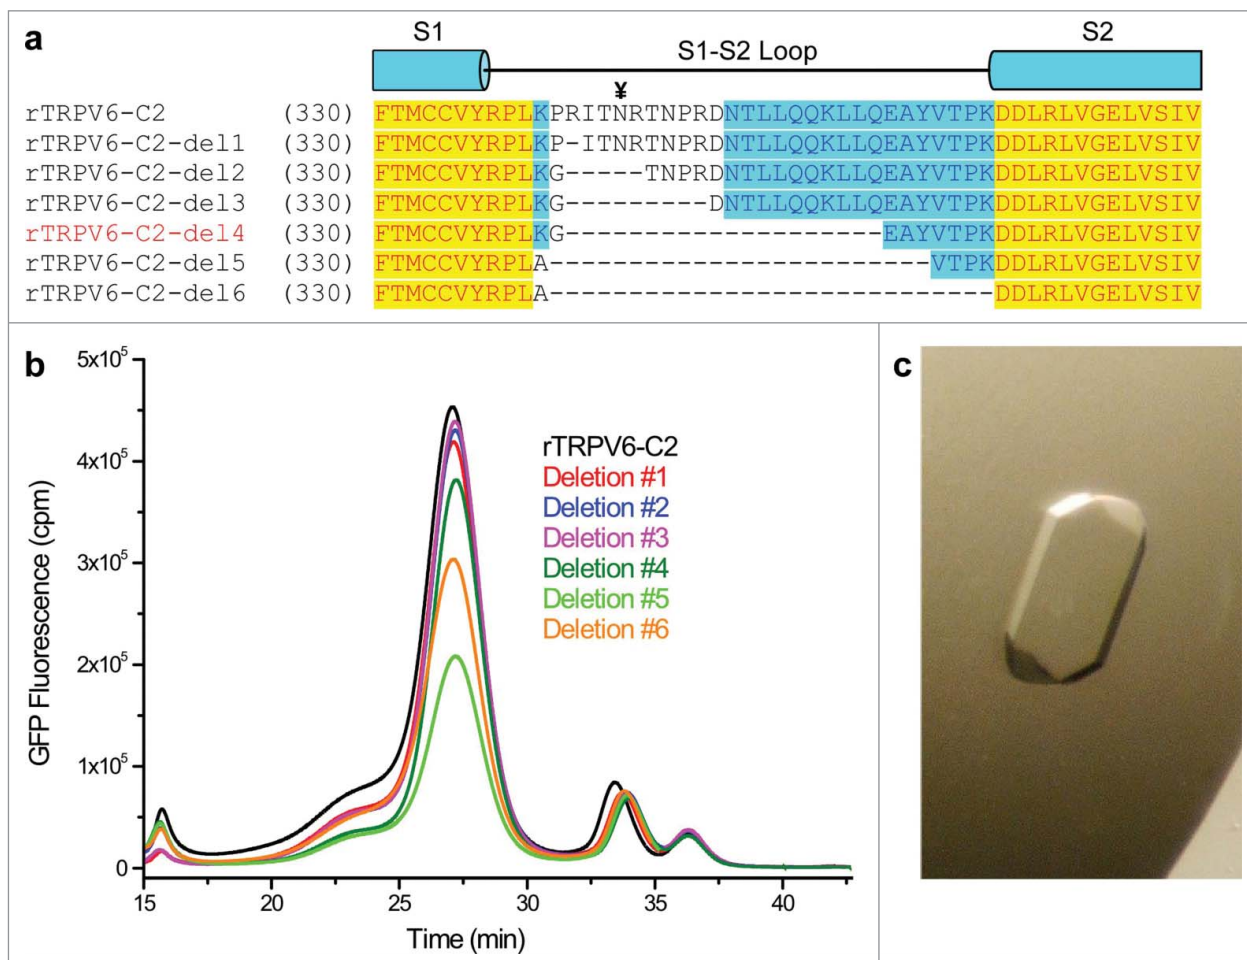 a
S1
S1-S2 Loop
S2
¥
rTRPV6-C2 (330) FTMCCVYRPLKPRITNRTNPRDNTLLQQKLLQEAYVTPKDDLRLVGELVSIV
rTRPV6-C2-del1 (330) FTMCCVYRPLKP-ITNRTNPRDNTLLQQKLLQEAYVTPKDDLRLVGELVSIV
rTRPV6-C2-del2 (330) FTMCCVYRPLKG-----TNPRDNTLLQQKLLQEAYVTPKDDLRLVGELVSIV
rTRPV6-C2-del3 (330) FTMCCVYRPLKG---------DNTLLQQKLLQEAYVTPKDDLRLVGELVSIV
rTRPV6-C2-del4 (330) FTMCCVYRPLKG--------------------EAYVTPKDDLRLVGELVSIV
rTRPV6-C2-del5 (330) FTMCCVYRPLA------------------------VTPKDDLRLVGELVSIV
rTRPV6-C2-del6 (330) FTMCCVYRPLA----------------------------DDLRLVGELVSIV
b
GFP Fluorescence (cpm)
5x10⁵
4x10⁵
3x10⁵
2x10⁵
1x10⁵
0
15 20 25 30 35 40
Time (min)
rTRPV6-C2
Deletion #1
Deletion #2
Deletion #3
Deletion #4
Deletion #5
Deletion #6
c